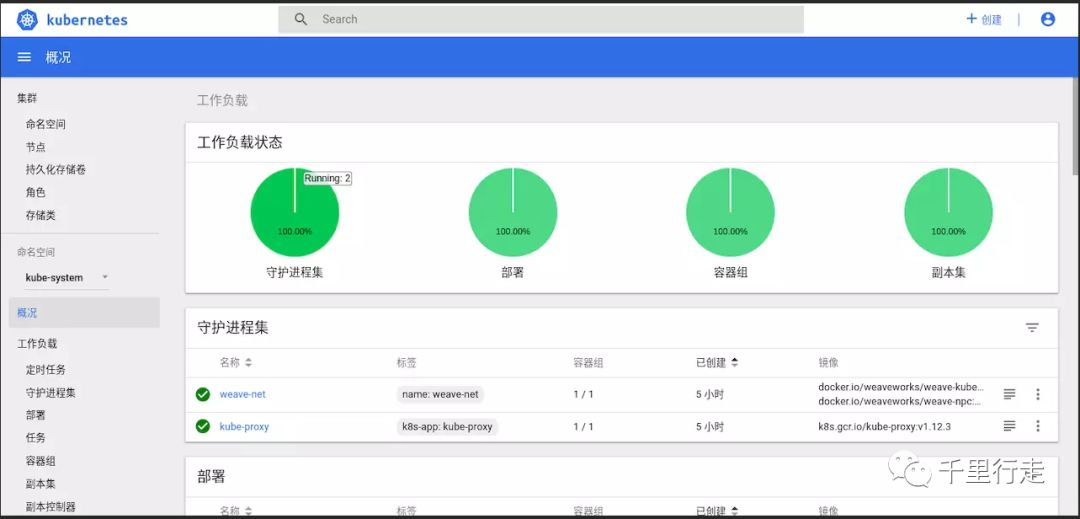 kubernetes
Search
+ 创建
概况
集群
命名空间
节点
持久化存储卷
角色
存储类
命名空间
kube-system
概况
工作负载
定时任务
守护进程集
部署
任务
容器组
副本集
副本控制器
工作负载
工作负载状态
Running: 2
100.00%
100.00%
100.00%
100.00%
守护进程集
部署
容器组
副本集
守护进程集
名称
标签
容器组
已创建
镜像
weave-net
name: weave-net
1 / 1
5 小时
docker.io/weaveworks/weave-kube...
docker.io/weaveworks/weave-npc:...
kube-proxy
k8s-app: kube-proxy
1 / 1
5 小时
k8s.gcr.io/kube-proxy:v1.12.3
部署
名称
标签
容器组
已创建
镜像
千里行走